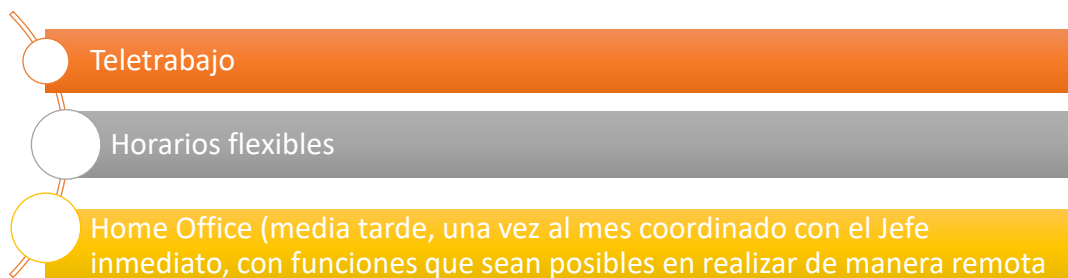 Teletrabajo
Horarios flexibles
Home Office (media tarde, una vez al mes coordinado con el Jefe
inmediato, con funciones que sean posibles en realizar de manera remota